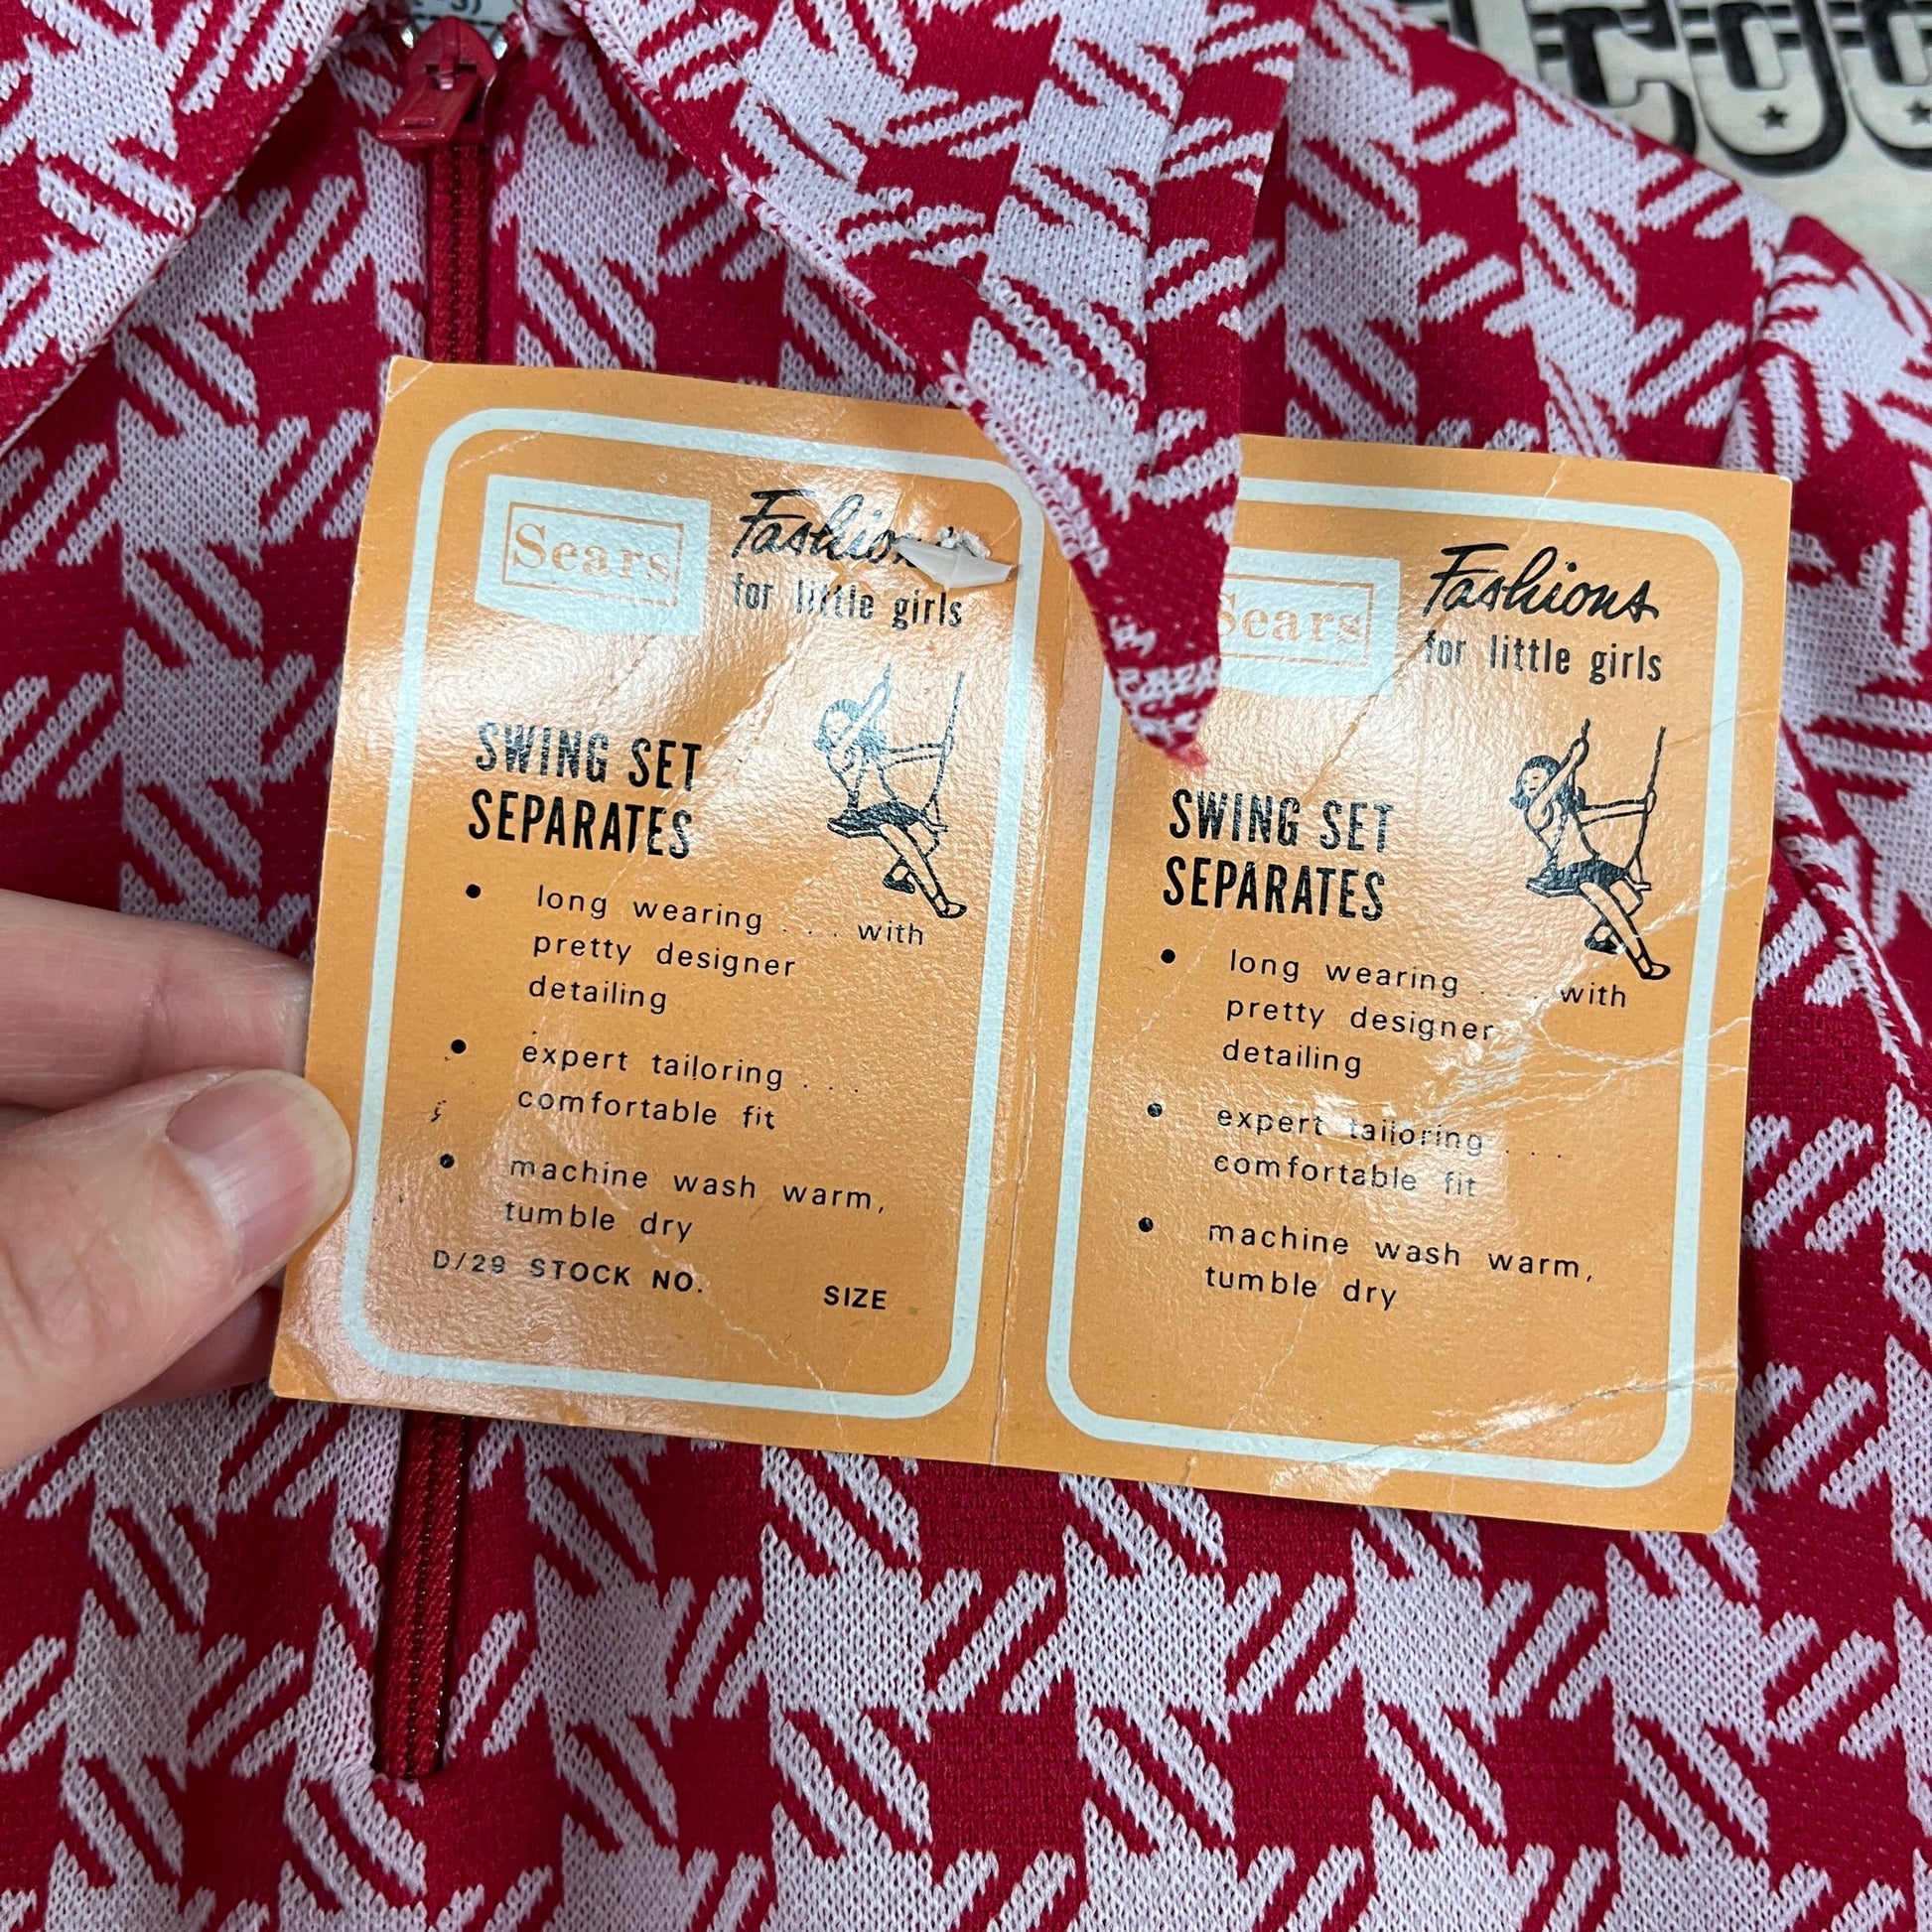 Sears
Fashions
for little girls
SWING SET
SEPARATES
• long wearing . . . with
pretty designer
detailing
• expert tailoring . . .
comfortable fit
• machine wash warm,
tumble dry
D/29 STOCK NO.
SIZE
Sears
Fashions
for little girls
SWING SET
SEPARATES
• long wearing . . . with
pretty designer
detailing
• expert tailoring . . .
comfortable fit
• machine wash warm,
tumble dry